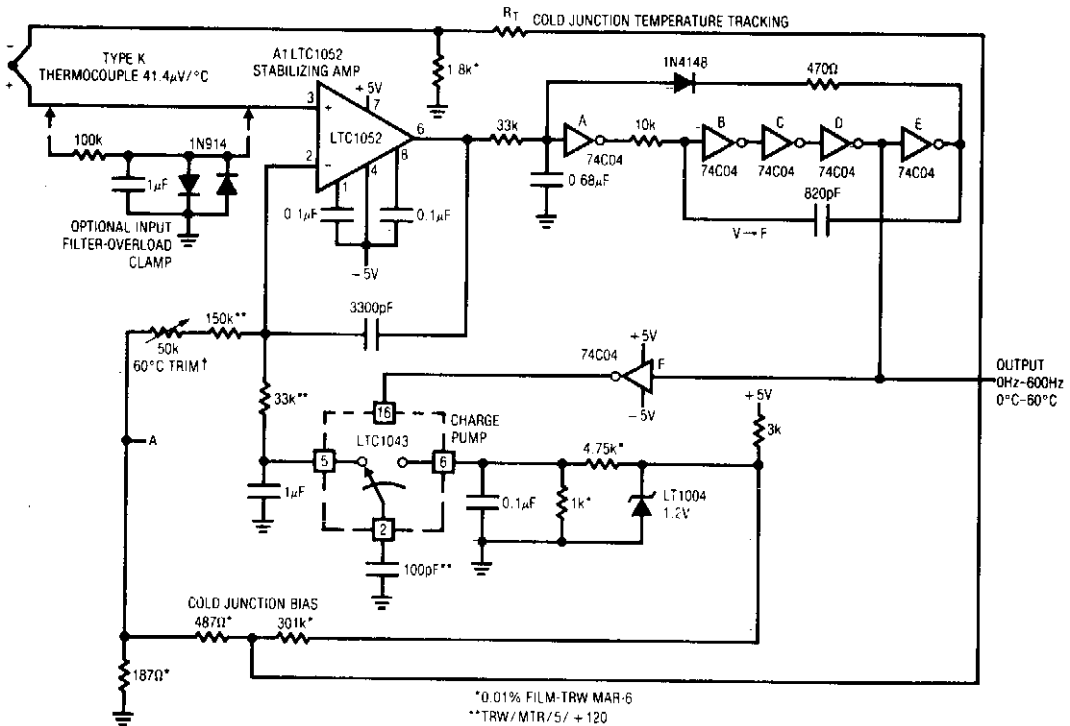 R_T COLD JUNCTION TEMPERATURE TRACKING
−
TYPE K
THERMOCOUPLE 41.4µV/°C
+
A1 LTC1052
STABILIZING AMP
1.8k*
1N4148
470Ω
+5V
3
7
+
LTC1052
6
33k
A
74C04
10k
B
C
D
E
74C04
74C04
74C04
74C04
100k
1N914
2
−
8
1
4
0.68µF
1µF
0.1µF
0.1µF
820pF
V→F
OPTIONAL INPUT
FILTER-OVERLOAD
CLAMP
−5V
3300pF
150k**
50k
60°C TRIM†
74C04
+5V
F
−5V
OUTPUT
0Hz-600Hz
0°C-60°C
33k**
16
CHARGE
PUMP
+5V
3k
A
LTC1043
5
6
4.75k*
1µF
0.1µF
1k*
LT1004
1.2V
2
100pF**
COLD JUNCTION BIAS
487Ω*
301k*
187Ω*
*0.01% FILM-TRW MAR-6
**TRW/MTR/5/+120